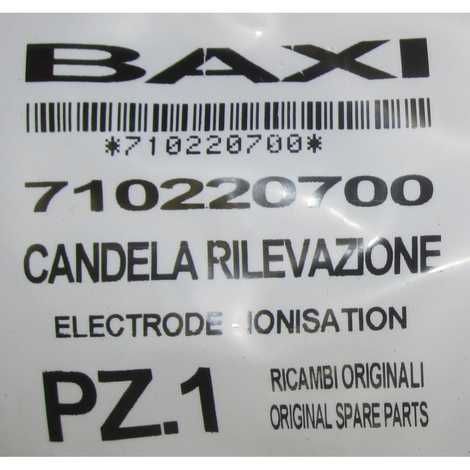 BAXI
*710220700*
710220700
CANDELA RILEVAZIONE
ELECTRODE IONISATION
PZ.1
RICAMBI ORIGINALI
ORIGINAL SPARE PARTS